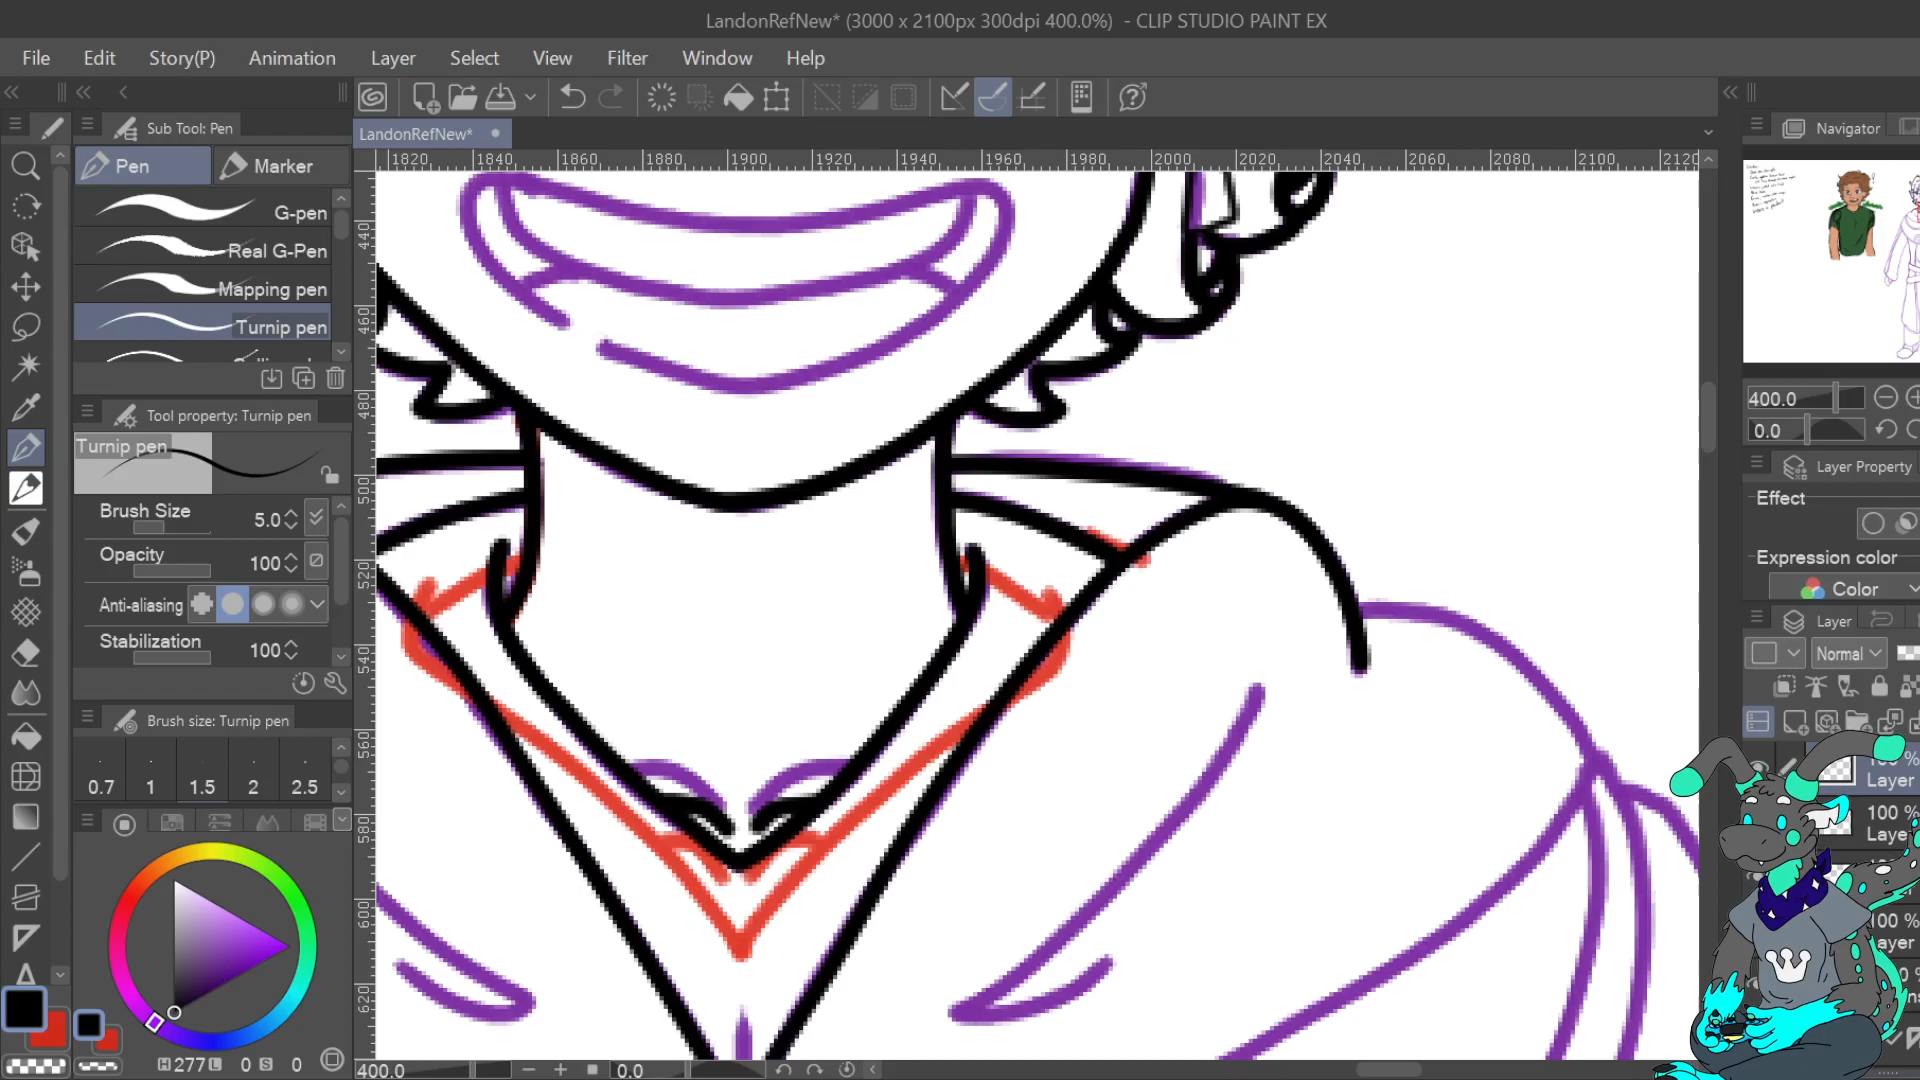 LandonRefNew* (3000 x 2100px 300dpi 400.0%) - CLIP STUDIO PAINT EX
File Edit Story(P) Animation Layer Select View Filter Window Help
Sub Tool: Pen
LandonRefNew*
Navigator
Pen Marker
1820 1840 1860 1880 1900 1920 1940 1960 1980 2000 2020 2040 2060 2080 2100 2120
G-pen
Real G-Pen
Mapping pen
Turnip pen
440
460
480
500
520
540
560
580
600
620
Tool property: Turnip pen
Turnip pen
Brush Size 5.0
Opacity 100
Anti-aliasing
Stabilization 100
Brush size: Turnip pen
0.7 1 1.5 2 2.5
H 277 L 0 S 0
400.0 0.0
400.0
0.0
Layer Property
Effect
Expression color
Color
Layer
Normal
Layer
100 %
Laye
100 %
ayer